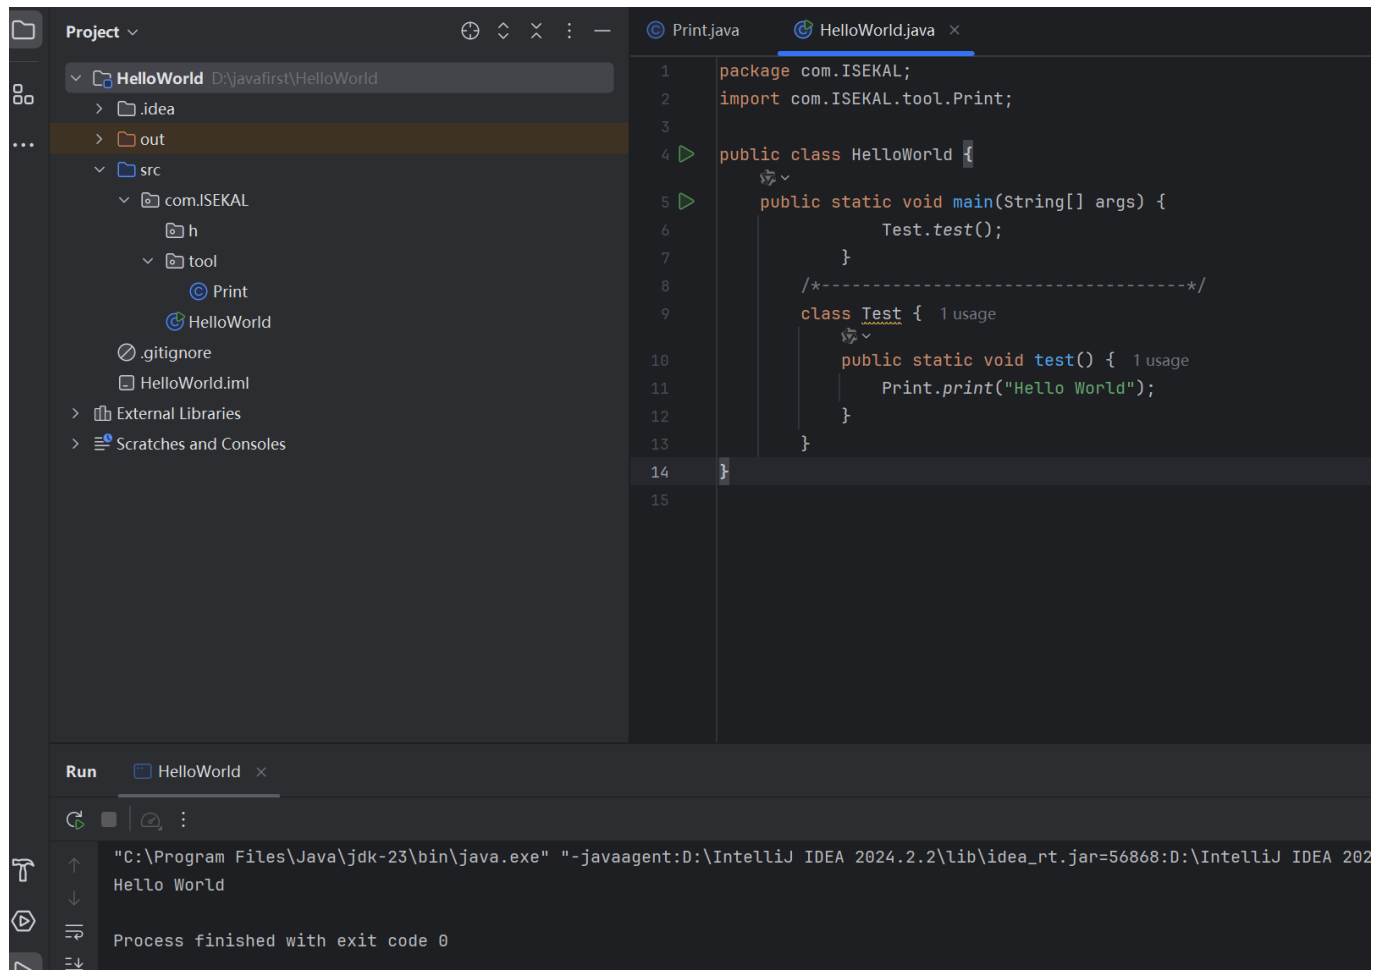 Project
HelloWorld D:\javafirst\HelloWorld
.idea
out
src
com.ISEKAL
h
tool
Print
HelloWorld
.gitignore
HelloWorld.iml
External Libraries
Scratches and Consoles
Print.java HelloWorld.java
1 package com.ISEKAL;
2 import com.ISEKAL.tool.Print;
3
4 public class HelloWorld {
5 public static void main(String[] args) {
6 Test.test();
7 }
8 /*------------------------------------*/
9 class Test { 1 usage
10 public static void test() { 1 usage
11 Print.print("Hello World");
12 }
13 }
14 }
15
Run HelloWorld
"C:\Program Files\Java\jdk-23\bin\java.exe" "-javaagent:D:\IntelliJ IDEA 2024.2.2\lib\idea_rt.jar=56868:D:\IntelliJ IDEA 202
Hello World
Process finished with exit code 0